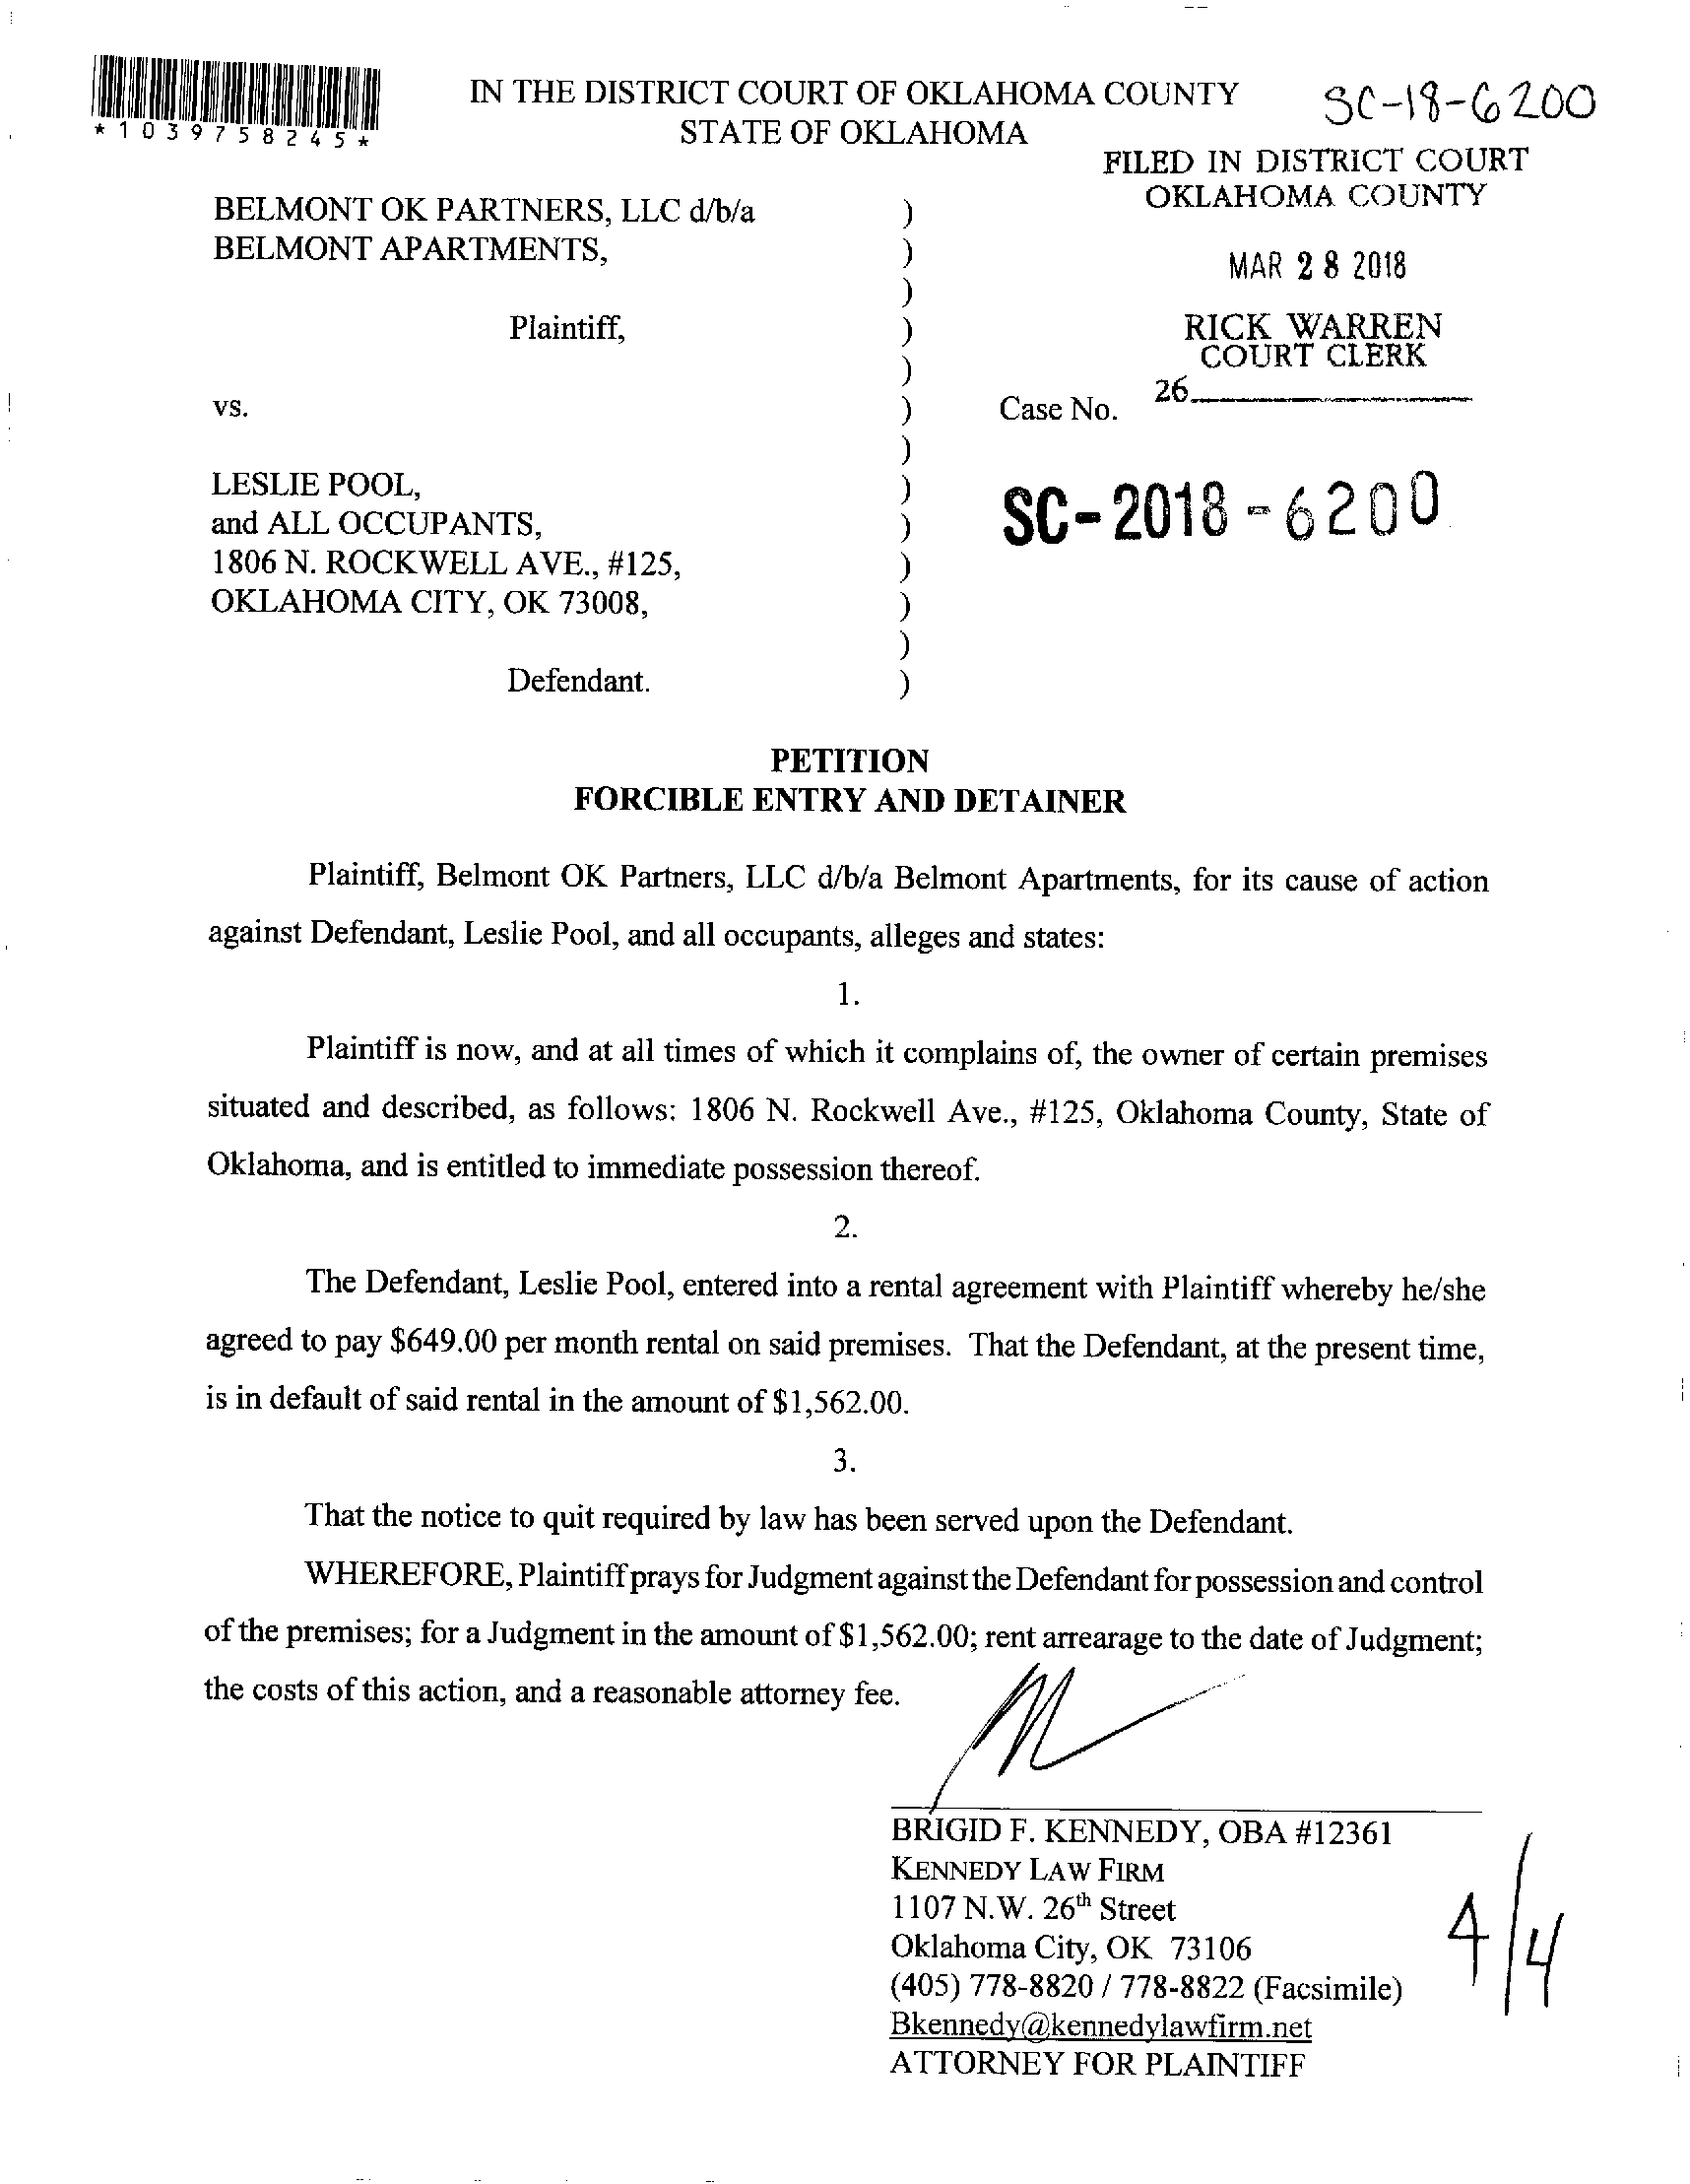 *1039758245*
IN THE DISTRICT COURT OF OKLAHOMA COUNTY
STATE OF OKLAHOMA
SC-18-6200
FILED IN DISTRICT COURT
OKLAHOMA COUNTY
MAR 28 2018
RICK WARREN
COURT CLERK
26
BELMONT OK PARTNERS, LLC d/b/a )
BELMONT APARTMENTS, )
)
Plaintiff, )
)
vs. ) Case No.
)
LESLIE POOL, ) SC-2018-6200
and ALL OCCUPANTS, )
1806 N. ROCKWELL AVE., #125, )
OKLAHOMA CITY, OK 73008, )
)
Defendant. )
PETITION
FORCIBLE ENTRY AND DETAINER
Plaintiff, Belmont OK Partners, LLC d/b/a Belmont Apartments, for its cause of action
against Defendant, Leslie Pool, and all occupants, alleges and states:
1.
Plaintiff is now, and at all times of which it complains of, the owner of certain premises
situated and described, as follows: 1806 N. Rockwell Ave., #125, Oklahoma County, State of
Oklahoma, and is entitled to immediate possession thereof.
2.
The Defendant, Leslie Pool, entered into a rental agreement with Plaintiff whereby he/she
agreed to pay $649.00 per month rental on said premises. That the Defendant, at the present time,
is in default of said rental in the amount of $1,562.00.
3.
That the notice to quit required by law has been served upon the Defendant.
WHEREFORE, Plaintiff prays for Judgment against the Defendant for possession and control
of the premises; for a Judgment in the amount of $1,562.00; rent arrearage to the date of Judgment;
the costs of this action, and a reasonable attorney fee.
BRIGID F. KENNEDY, OBA #12361
KENNEDY LAW FIRM
1107 N.W. 26th Street
Oklahoma City, OK 73106
(405) 778-8820 / 778-8822 (Facsimile)
Bkennedy@kennedylawfirm.net
ATTORNEY FOR PLAINTIFF
4/4